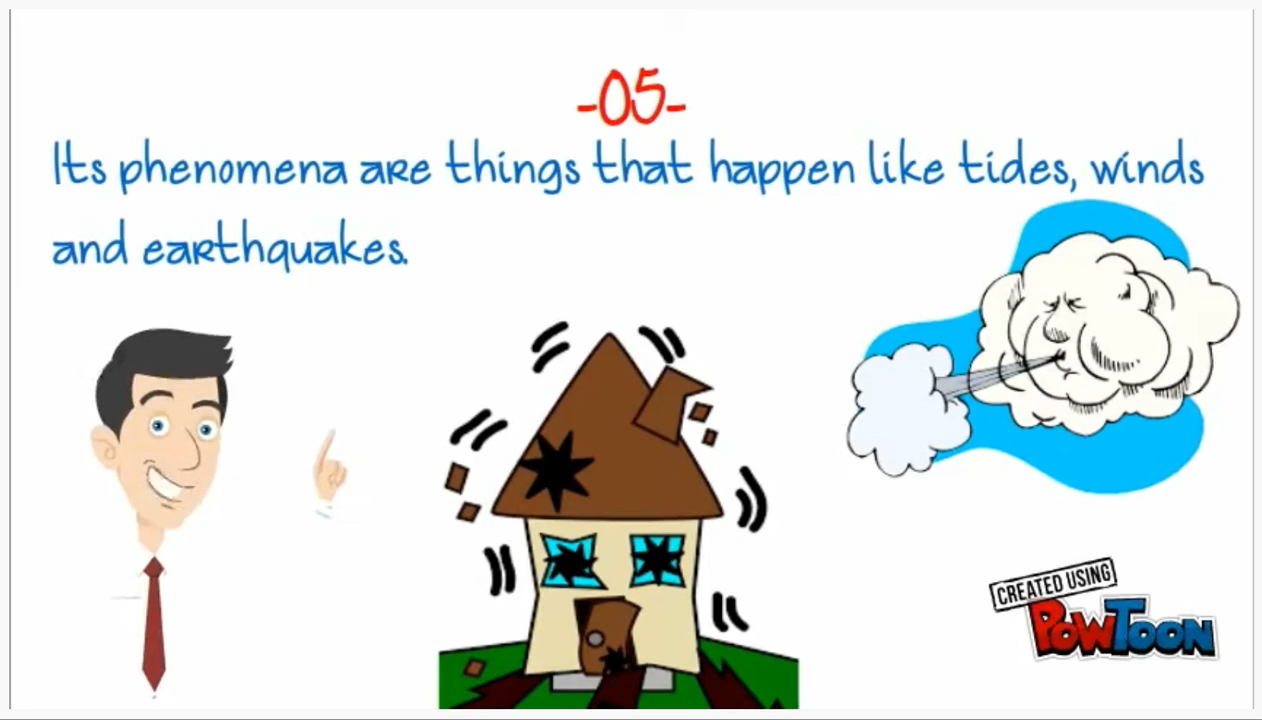 -05-
Its phenomena are things that happen like tides, winds
and earthquakes.
CREATED USING
POWTOON